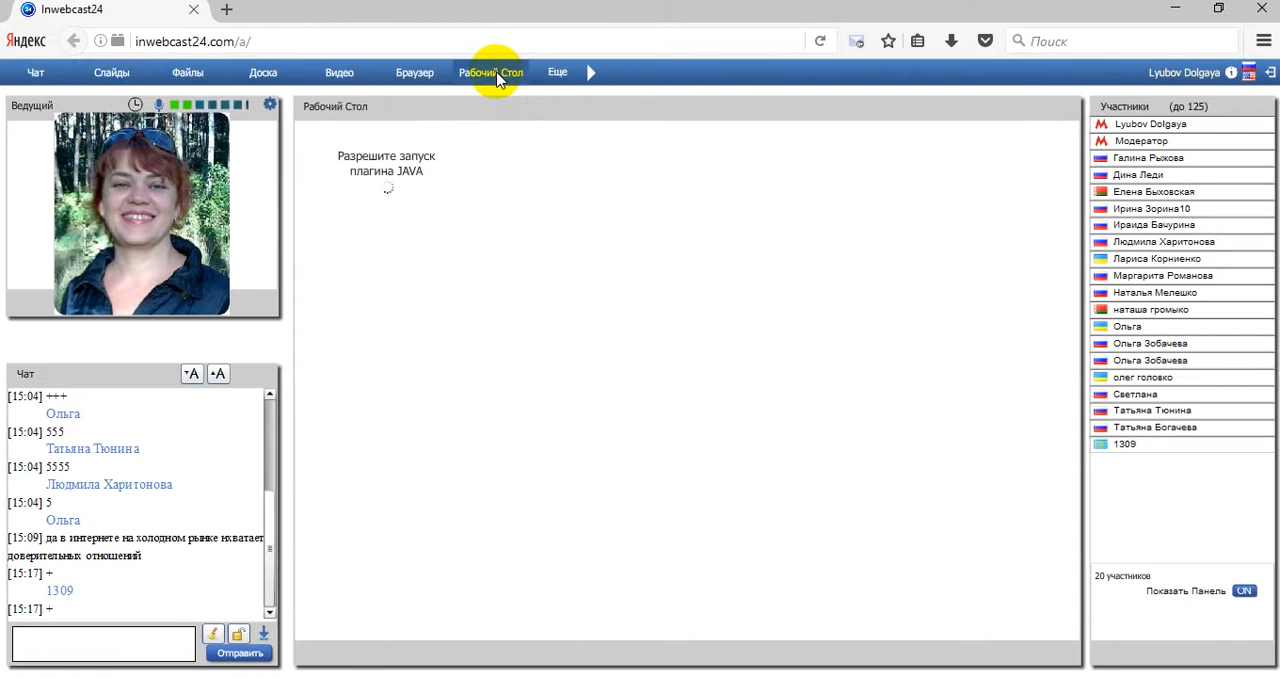 Inwebcast24
Яндекс
inwebcast24.com/a/
Поиск
Чат
Слайды
Файлы
Доска
Видео
Браузер
Рабочий Стол
Еще
Lyubov Dolgaya
Ведущий
Рабочий Стол
Разрешите запуск
плагина JAVA
Участники (до 125)
Lyubov Dolgaya
Модератор
Галина Рыжова
Дина Леди
Елена Быховская
Ирина Зорина10
Ираида Бачурина
Людмила Харитонова
Лариса Корниенко
Маргарита Романова
Наталья Мелешко
наташа громыко
Ольга
Ольга Зобачева
Ольга Зобачева
олег головко
Светлана
Татьяна Тюнина
Татьяна Богачева
1309
20 участников
Показать Панель ON
Чат
▾A ▴A
[15:04] +++
Ольга
[15:04] 555
Татьяна Тюнина
[15:04] 5555
Людмила Харитонова
[15:04] 5
Ольга
[15:09] да в интернете на холодном рынке нхватает
доверительных отношений
[15:17] +
1309
[15:17] +
Отправить